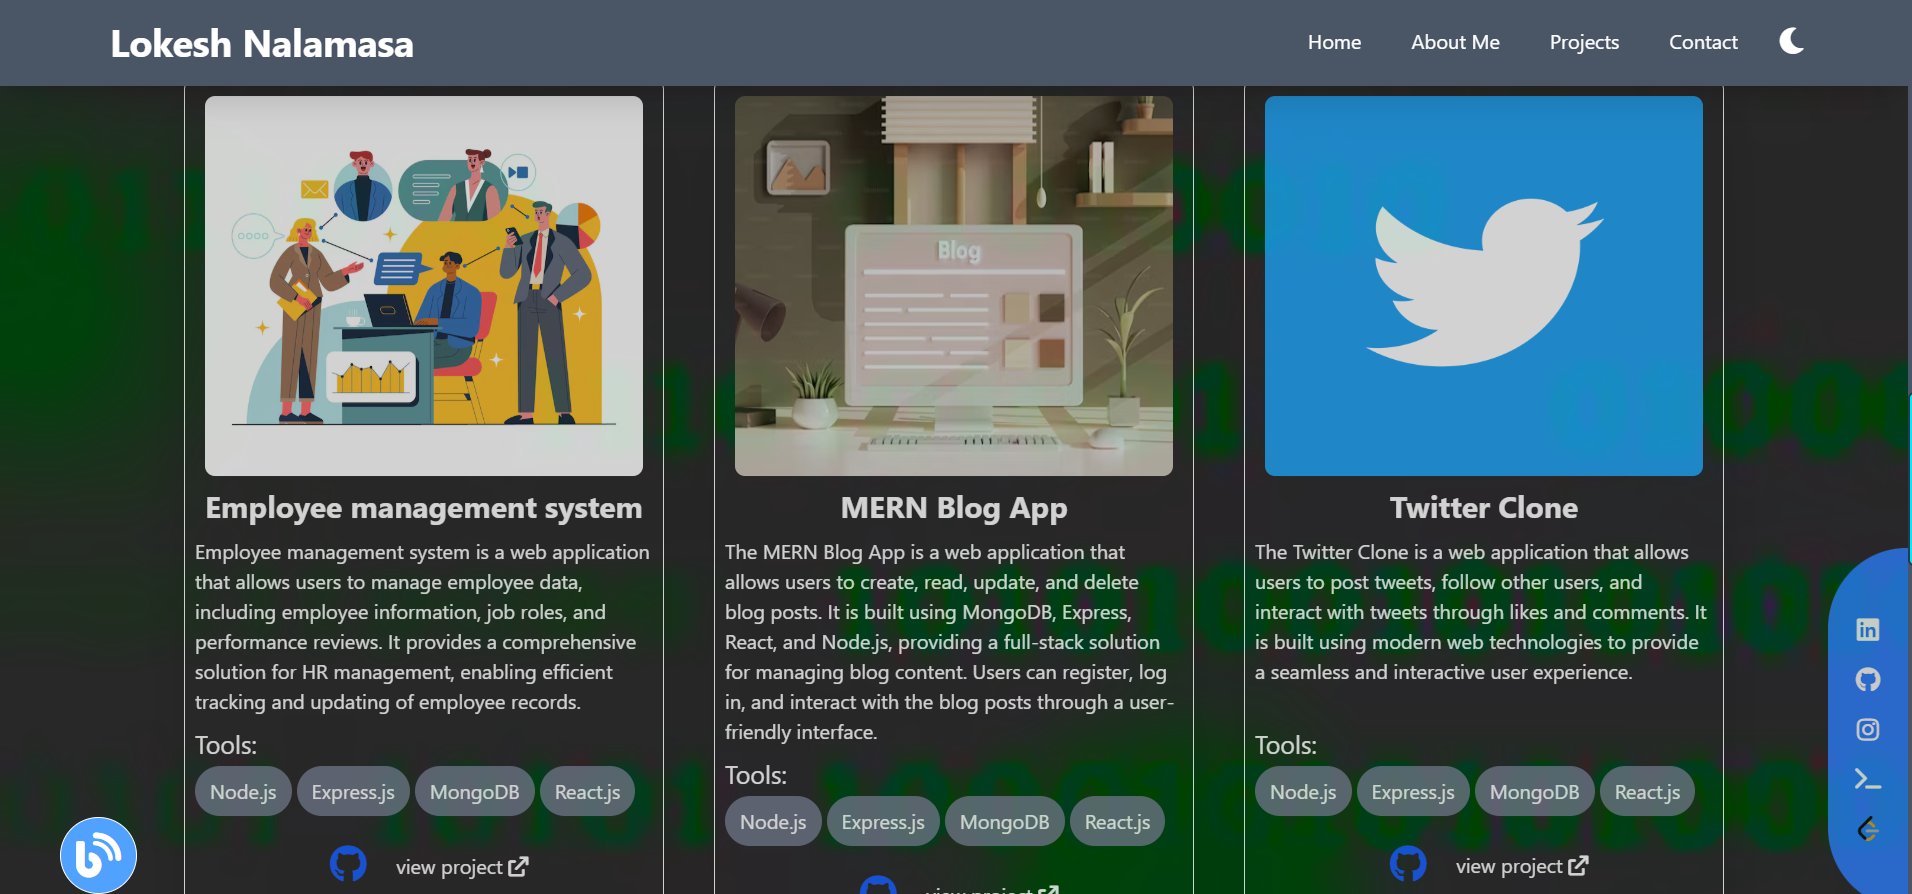 Lokesh Nalamasa
Home
About Me
Projects
Contact
Blog
Employee management system
Employee management system is a web application
that allows users to manage employee data,
including employee information, job roles, and
performance reviews. It provides a comprehensive
solution for HR management, enabling efficient
tracking and updating of employee records.
Tools:
Node.js
Express.js
MongoDB
React.js
view project
MERN Blog App
The MERN Blog App is a web application that
allows users to create, read, update, and delete
blog posts. It is built using MongoDB, Express,
React, and Node.js, providing a full-stack solution
for managing blog content. Users can register, log
in, and interact with the blog posts through a user-
friendly interface.
Tools:
Node.js
Express.js
MongoDB
React.js
view project
Twitter Clone
The Twitter Clone is a web application that allows
users to post tweets, follow other users, and
interact with tweets through likes and comments. It
is built using modern web technologies to provide
a seamless and interactive user experience.
Tools:
Node.js
Express.js
MongoDB
React.js
view project